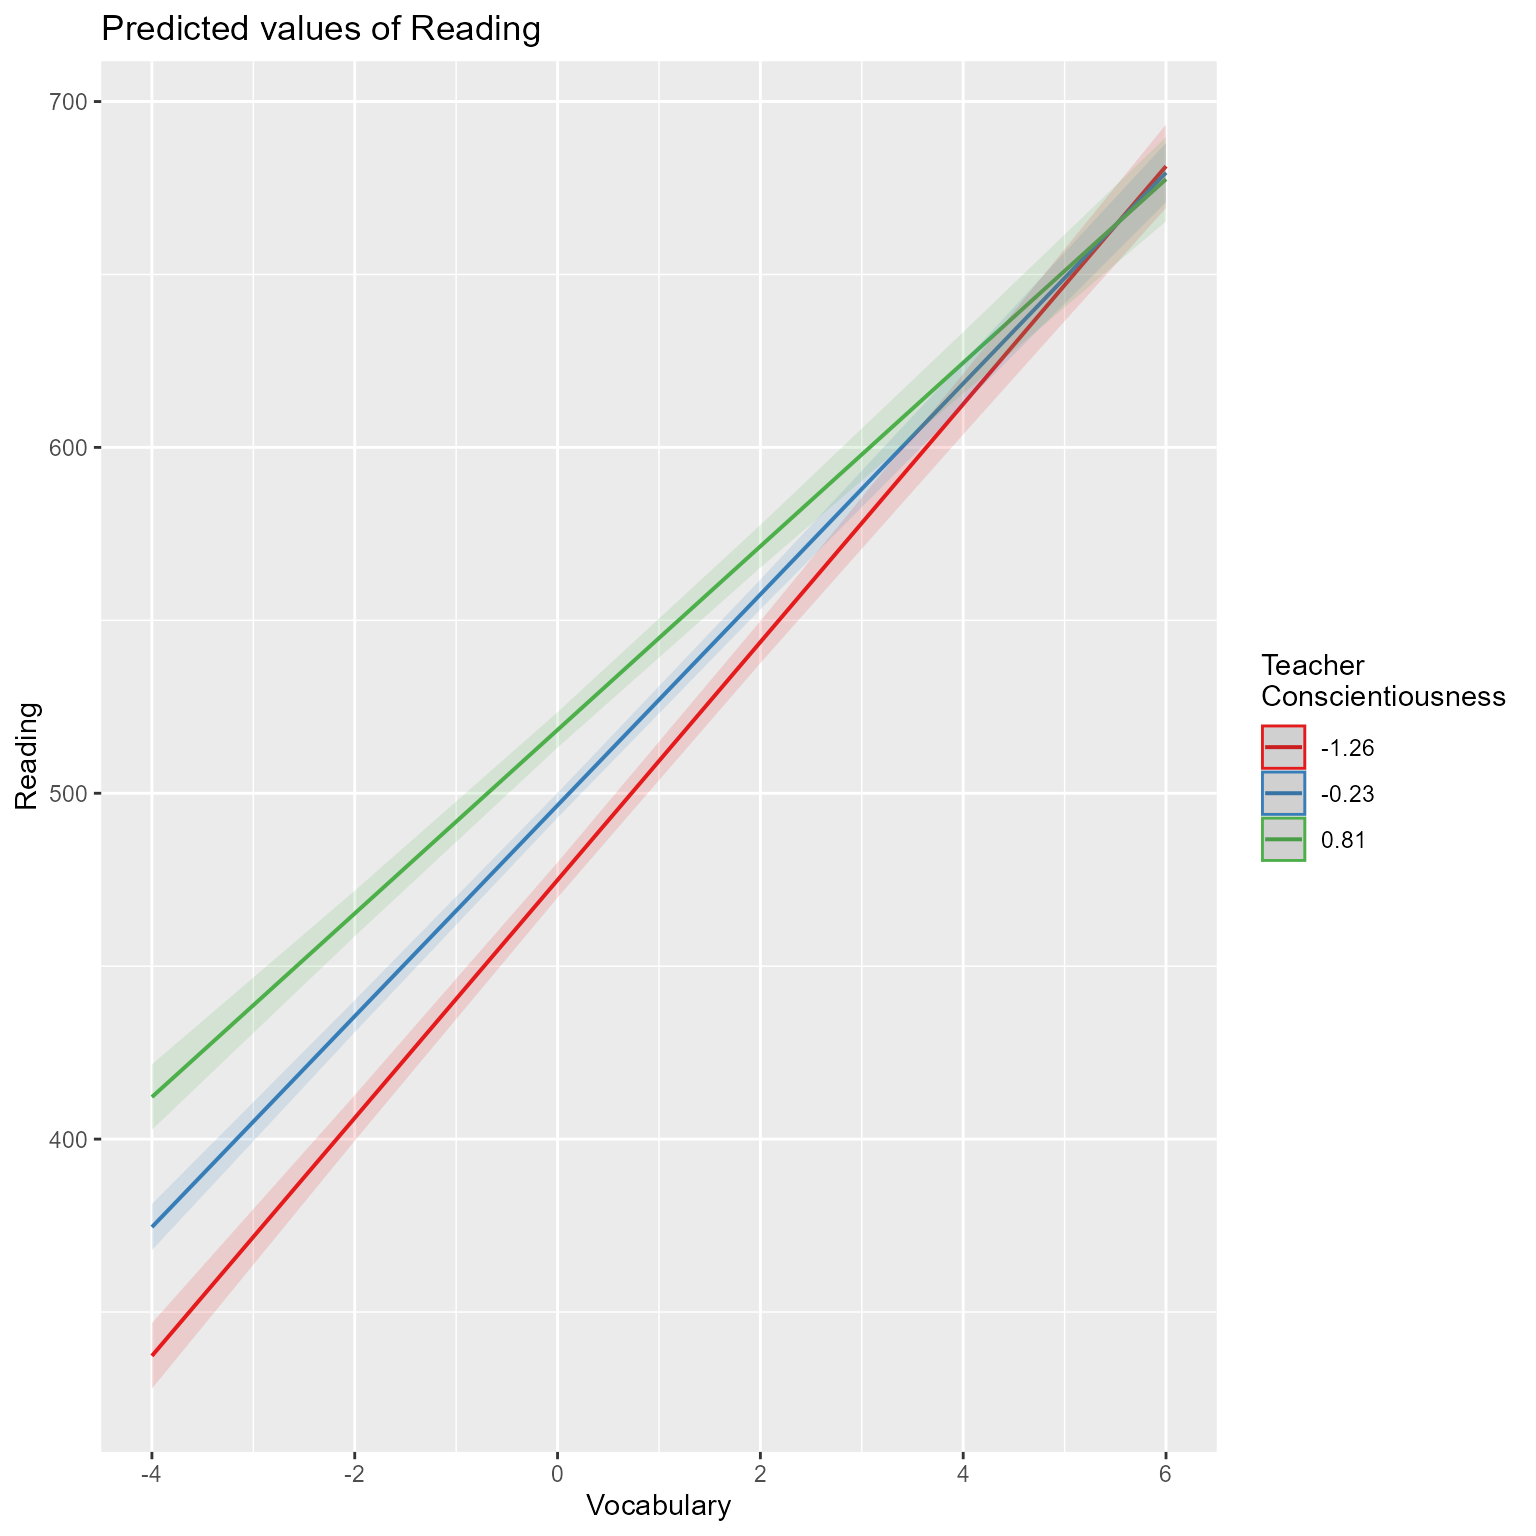 Predicted values of Reading
700
600
500
400
Reading
-4
-2
0
2
4
6
Vocabulary
Teacher
Conscientiousness
-1.26
-0.23
0.81